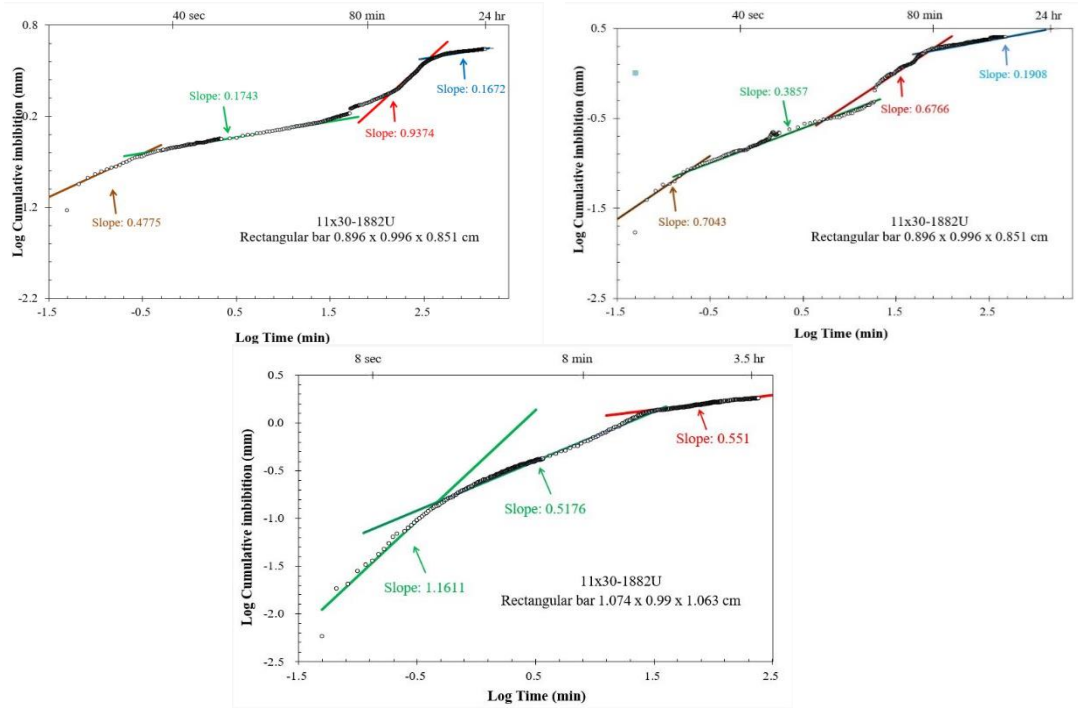 40 sec 80 min 24 hr
0.8
Slope: 0.1743
Slope: 0.1672
Slope: 0.9374
0.2
-1.2
Slope: 0.4775
11x30-1882U
Rectangular bar 0.896 x 0.996 x 0.851 cm
-2.2
-1.5 -0.5 0.5 1.5 2.5
Log Cumulative imbibition (mm)
Log Time (min)
40 sec 80 min 24 hr
0.5
Slope: 0.1908
0.0
Slope: 0.3857
Slope: 0.6766
-0.5
-1.0
-1.5
Slope: 0.7043
11x30-1882U
Rectangular bar 0.896 x 0.996 x 0.851 cm
-2.5
-1.5 -0.5 0.5 1.5 2.5
Log Cumulative imbibition (mm)
Log Time (min)
8 sec 8 min 3.5 hr
0.5
0.0
Slope: 0.551
-0.5
Slope: 0.5176
-1.0
-1.5
Slope: 1.1611
11x30-1882U
Rectangular bar 1.074 x 0.99 x 1.063 cm
-2.0
-2.5
-1.5 -0.5 0.5 1.5 2.5
Log Cumulative imbibition (mm)
Log Time (min)